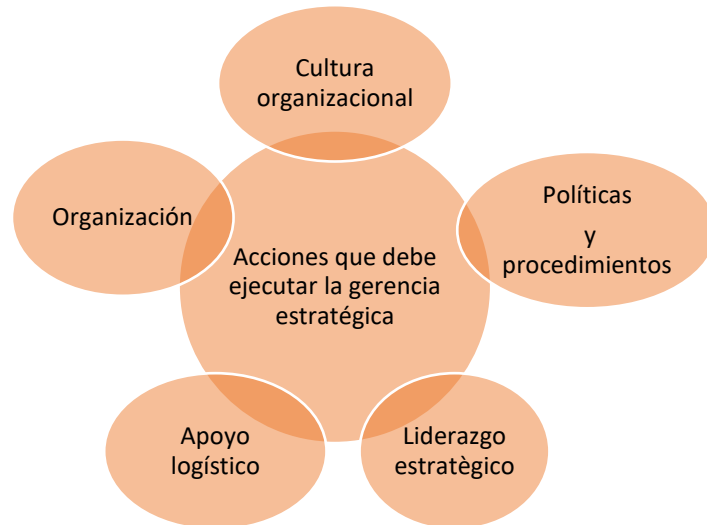 Cultura
organizacional
Organización
Políticas
y
procedimientos
Acciones que debe
ejecutar la gerencia
estratégica
Apoyo
logístico
Liderazgo
estratègico